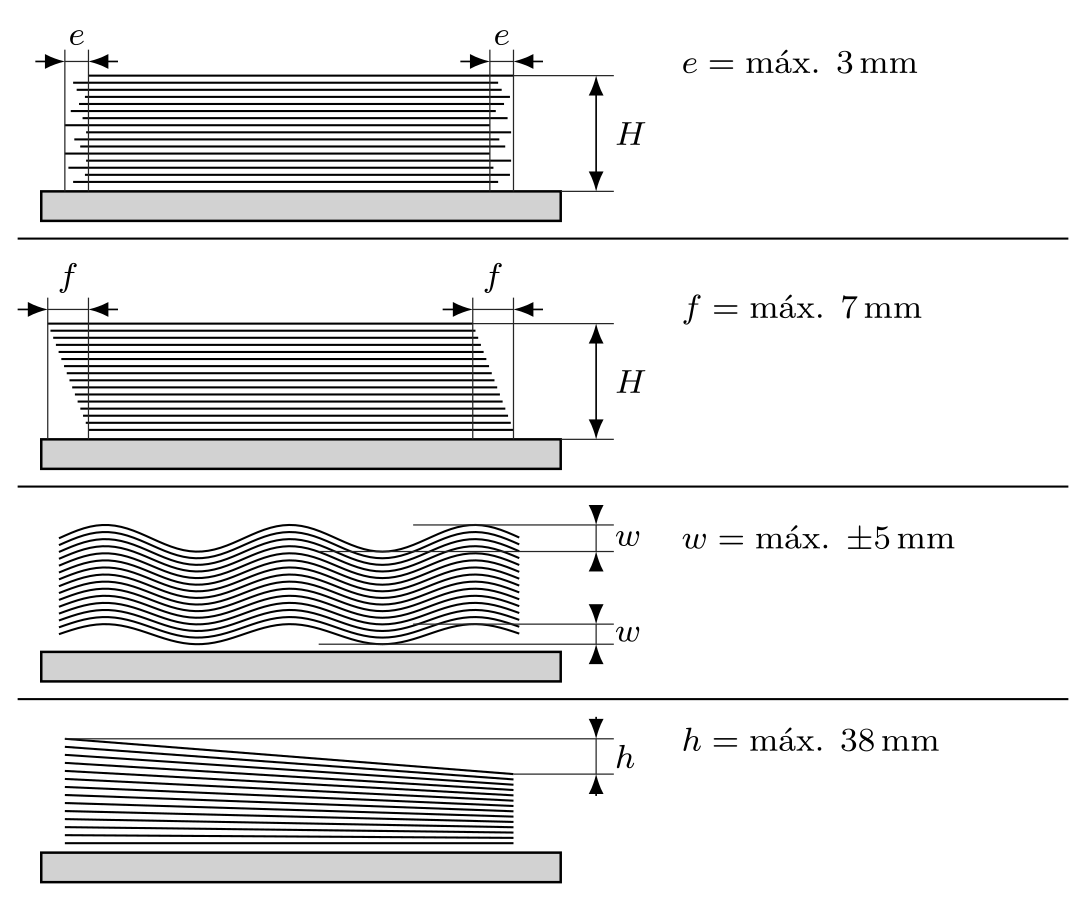 e e
e = máx. 3 mm
H
f f
f = máx. 7 mm
H
w
w = máx. ±5 mm
w
h = máx. 38 mm
h